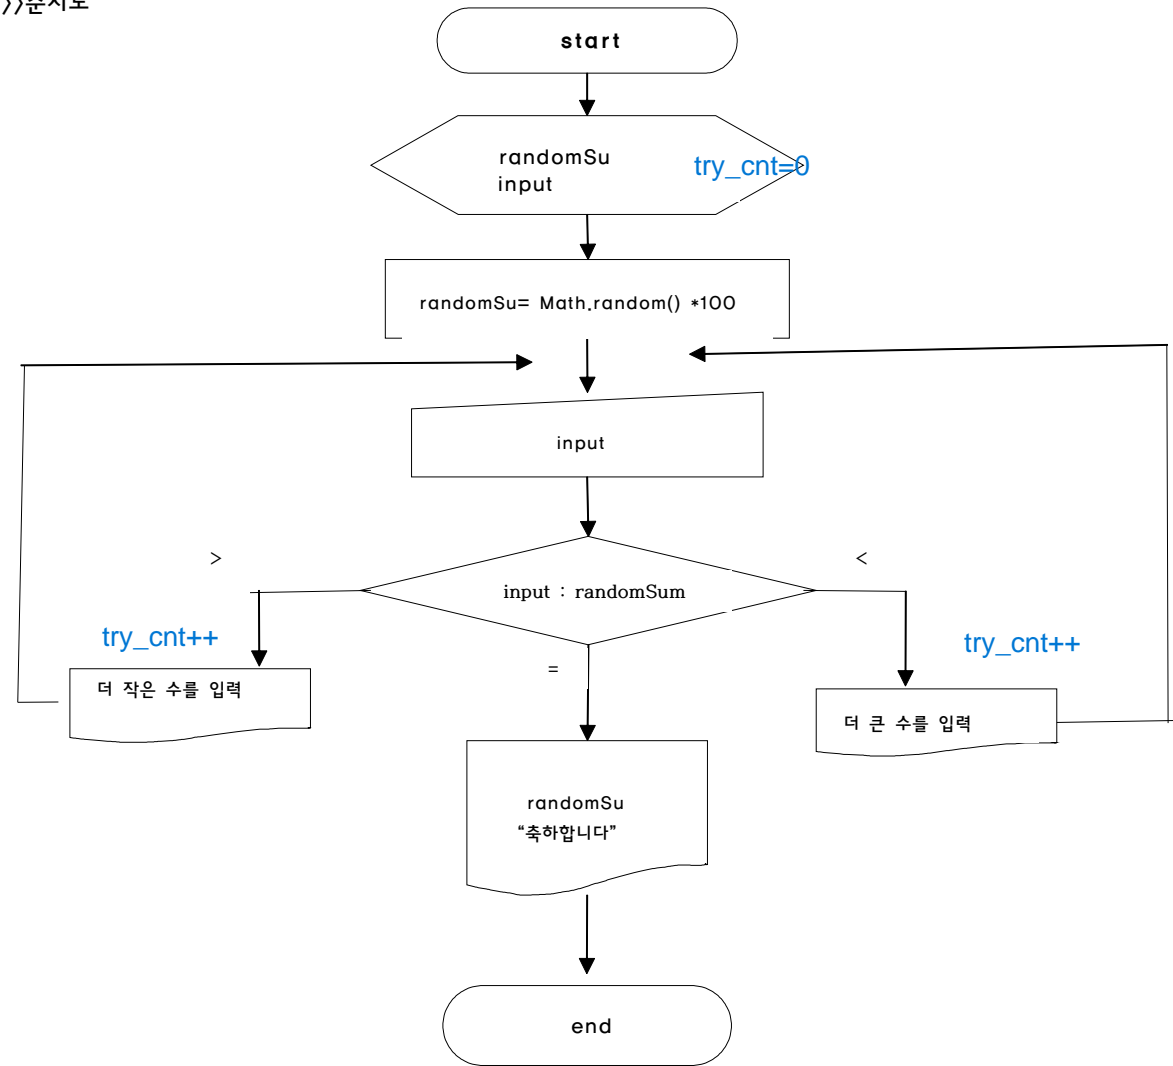 start
randomSu
try_cnt=0
input
randomSu= Math.random() *100
input
>
<
input : randomSum
try_cnt++
try_cnt++
=
더 작은 수를 입력
더 큰 수를 입력
randomSu
“축하합니다”
end